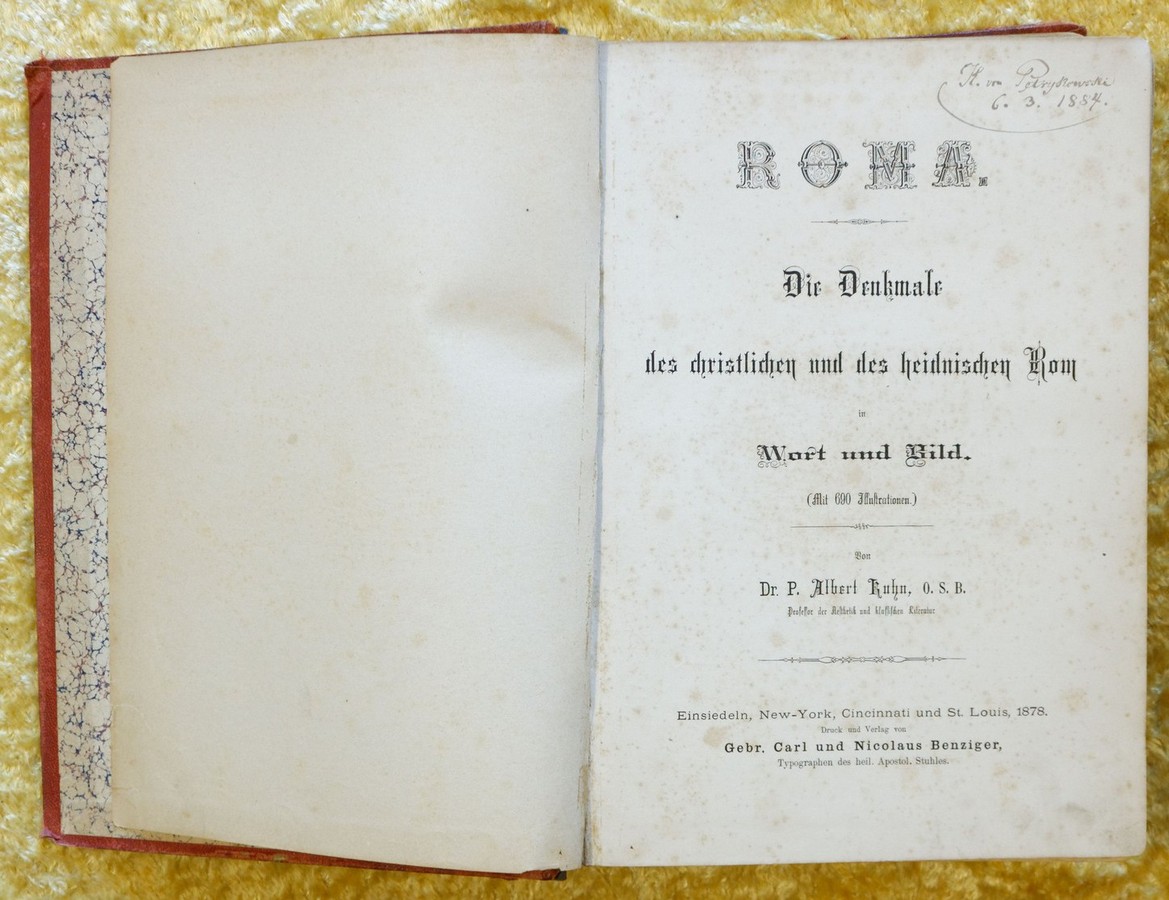 H. von Petrykowski
6. 3. 1884.
ROMA.
Die Denkmale
des christlichen und des heidnischen Rom
in
Wort und Bild.
(Mit 690 Illustrationen.)
Von
Dr. P. Albert Kuhn, O. S. B.
Professor der Aesthetik und klassischen Literatur
Einsiedeln, New-York, Cincinnati und St. Louis, 1878.
Druck und Verlag von
Gebr. Carl und Nicolaus Benziger,
Typographen des heil. Apostol. Stuhles.